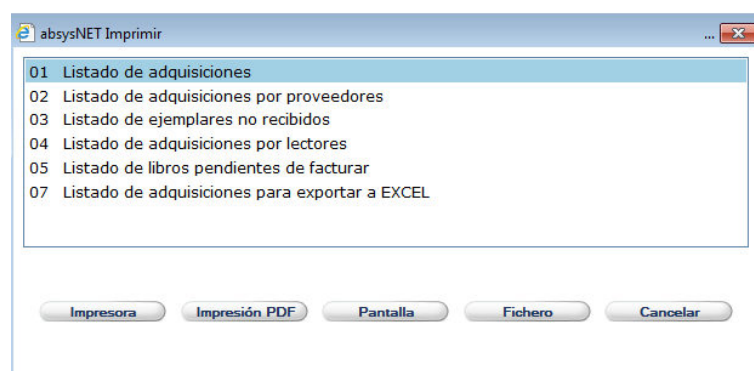 absysNET Imprimir ...
01 Listado de adquisiciones
02 Listado de adquisiciones por proveedores
03 Listado de ejemplares no recibidos
04 Listado de adquisiciones por lectores
05 Listado de libros pendientes de facturar
07 Listado de adquisiciones para exportar a EXCEL
Impresora Impresión PDF Pantalla Fichero Cancelar